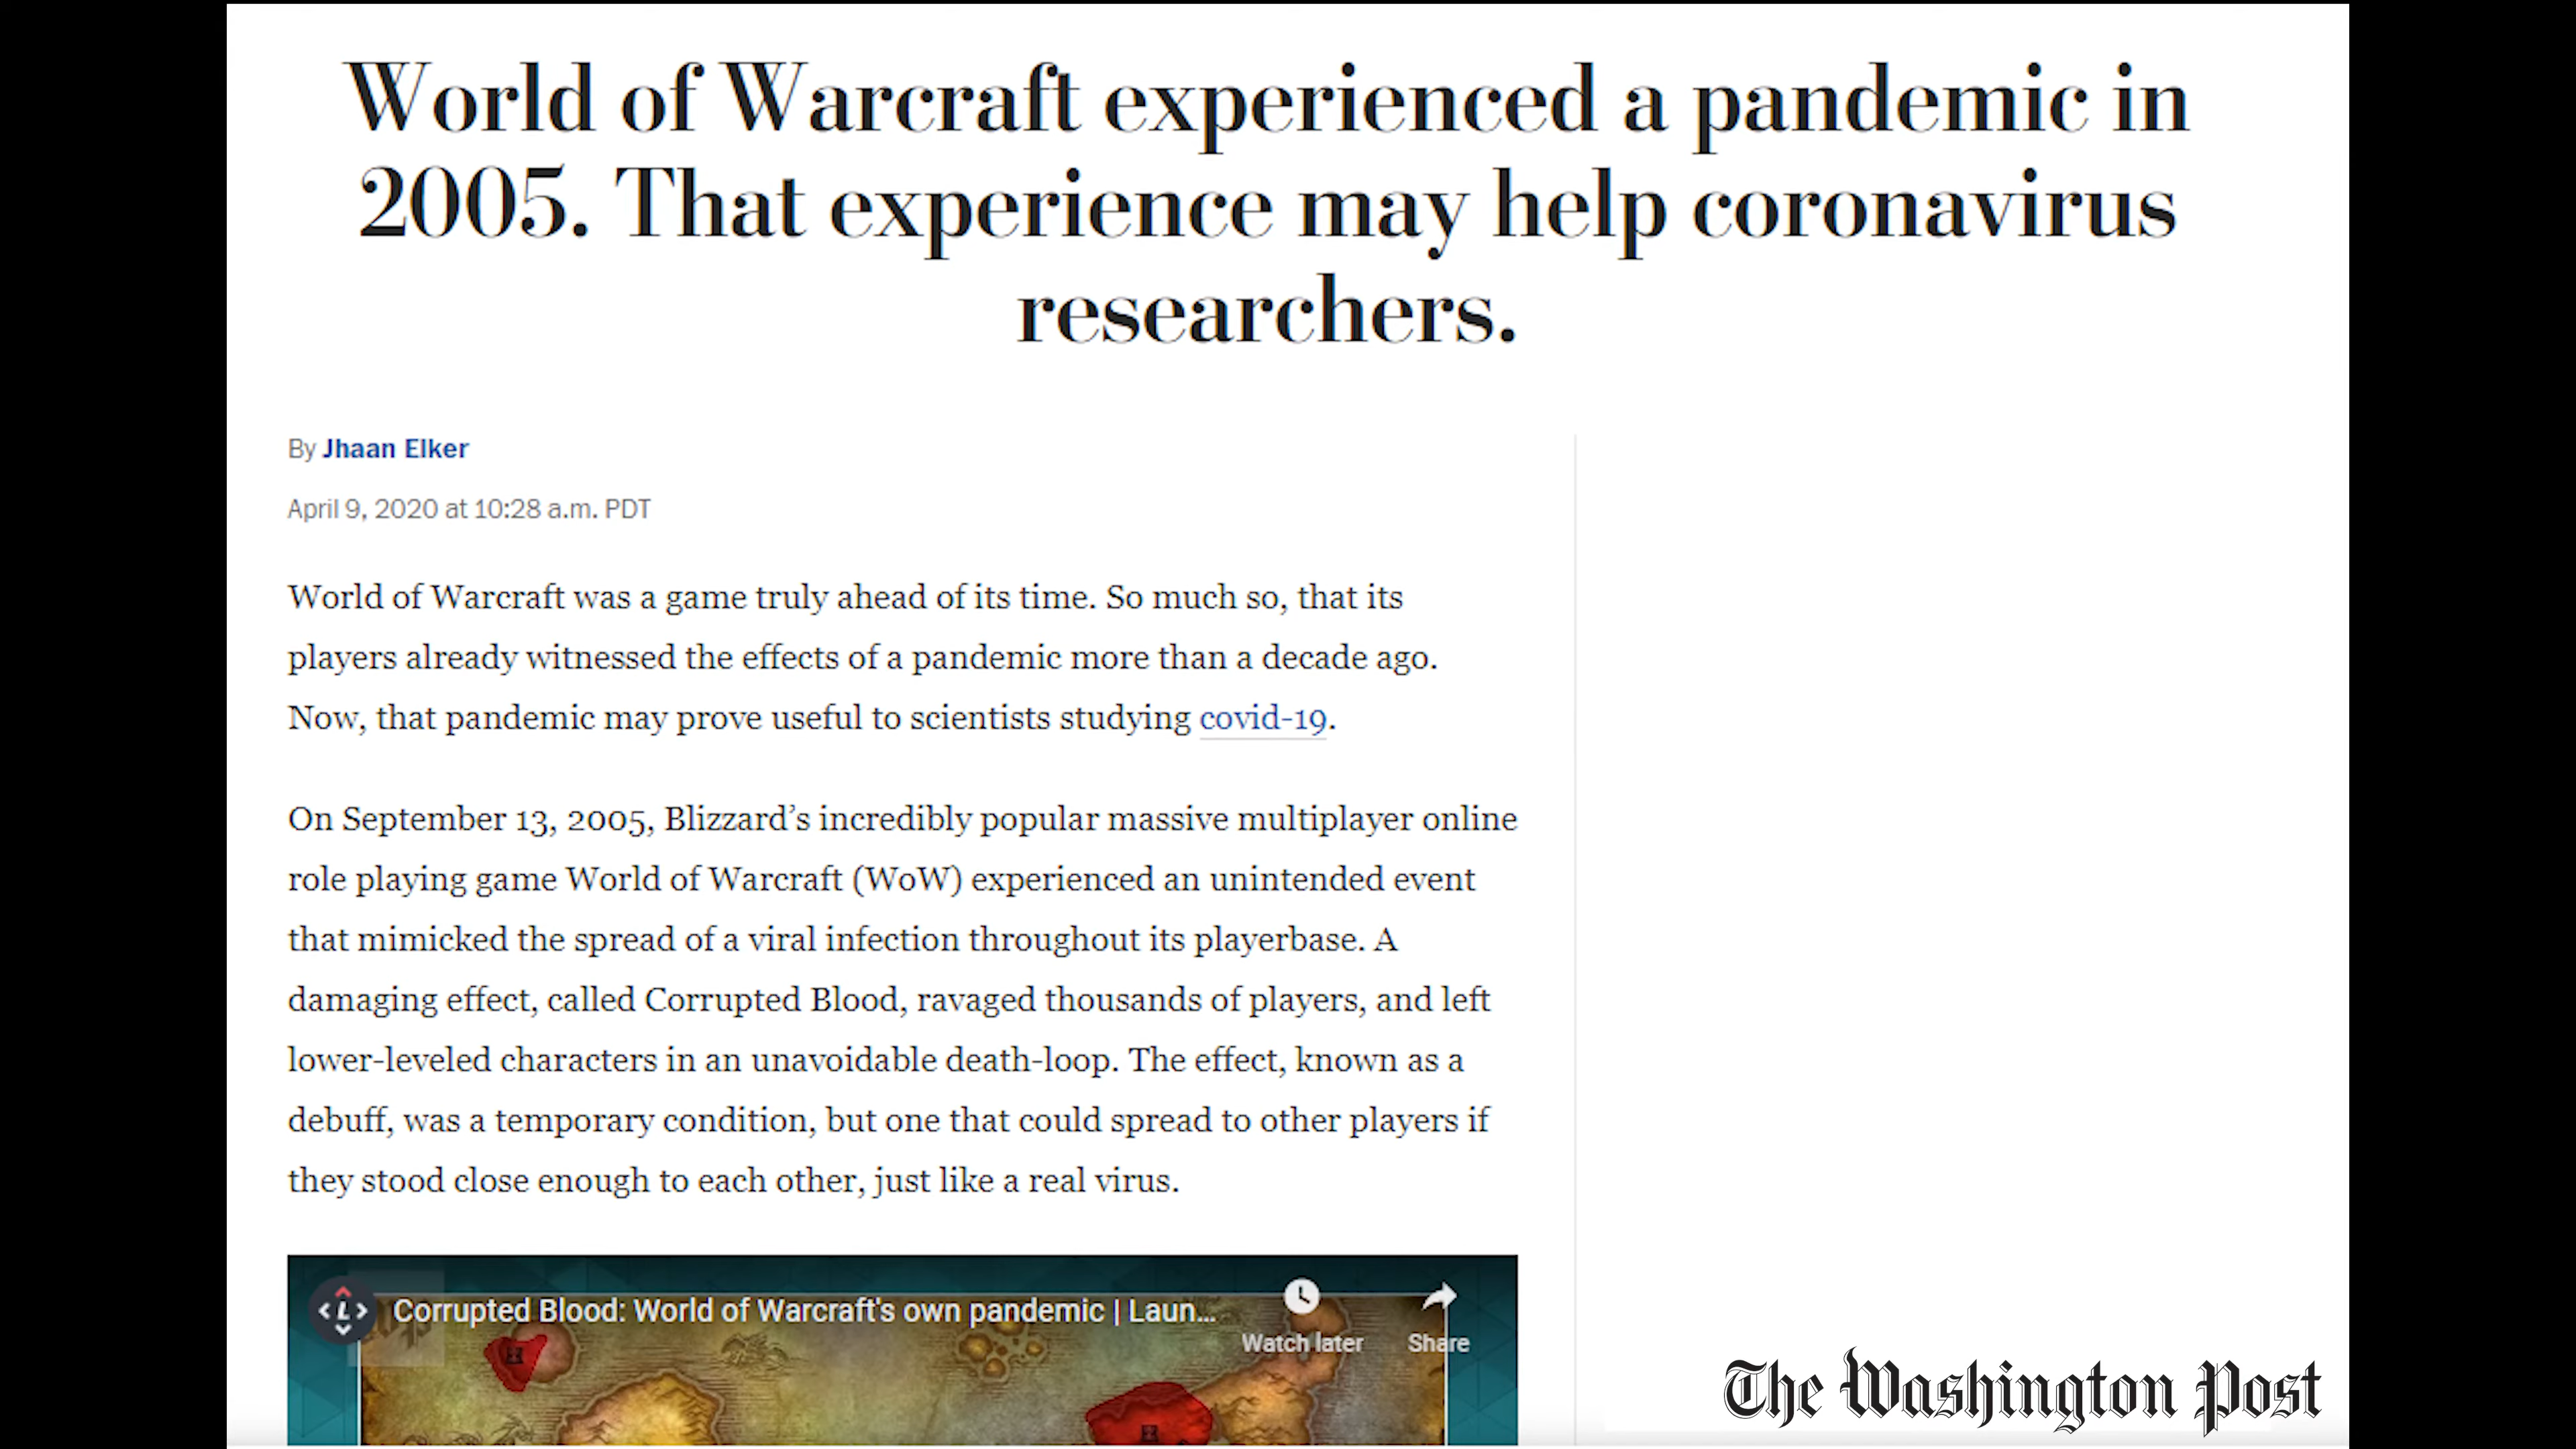 World of Warcraft experienced a pandemic in
2005. That experience may help coronavirus
researchers.
By Jhaan Elker
April 9, 2020 at 10:28 a.m. PDT
World of Warcraft was a game truly ahead of its time. So much so, that its
players already witnessed the effects of a pandemic more than a decade ago.
Now, that pandemic may prove useful to scientists studying covid-19.
On September 13, 2005, Blizzard’s incredibly popular massive multiplayer online
role playing game World of Warcraft (WoW) experienced an unintended event
that mimicked the spread of a viral infection throughout its playerbase. A
damaging effect, called Corrupted Blood, ravaged thousands of players, and left
lower-leveled characters in an unavoidable death-loop. The effect, known as a
debuff, was a temporary condition, but one that could spread to other players if
they stood close enough to each other, just like a real virus.
<L> Corrupted Blood: World of Warcraft's own pandemic | Laun...
Watch later Share
The Washington Post